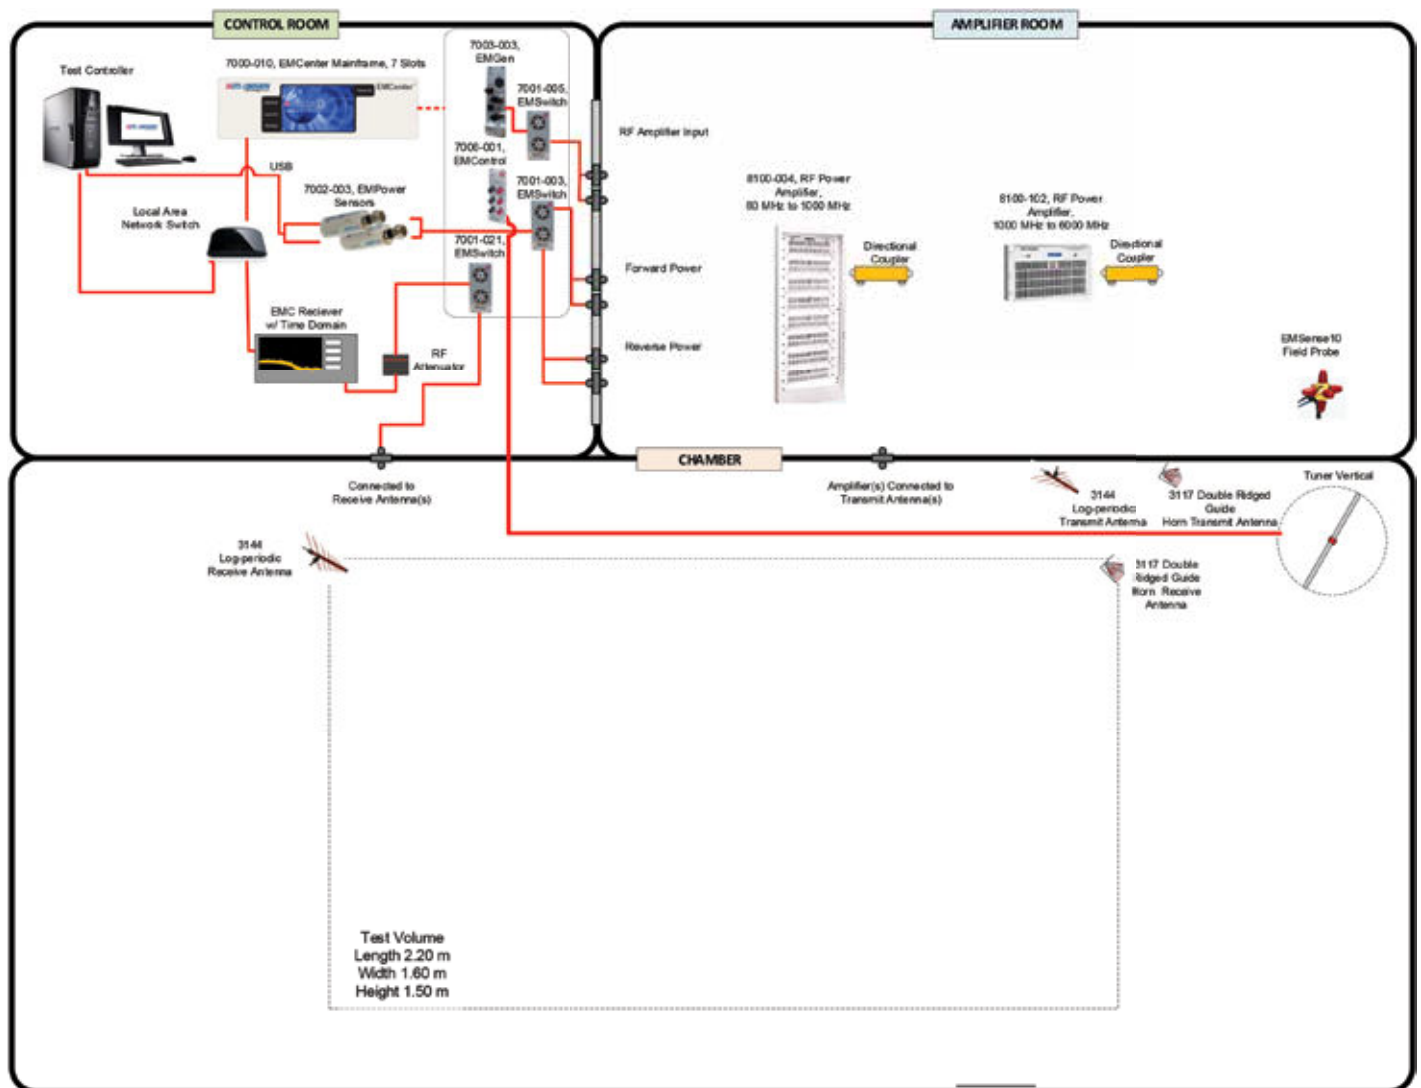 CONTROL ROOM
AMPLIFIER ROOM
Test Controller
7000-010, EMCenter Mainframe, 7 Slots
EMCenter
7003-003,
EMGen
7001-005,
EMSwitch
7006-001,
EMControl
7001-003,
EMSwitch
USB
7002-003, EMPower
Sensors
Local Area
Network Switch
7001-021,
EMSwitch
EMC Reciever
w/ Time Domain
RF
Attenuator
RF Amplifier Input
Forward Power
Reverse Power
8100-004, RF Power
Amplifier,
80 MHz to 1000 MHz
Directional
Coupler
8100-102, RF Power
Amplifier,
1000 MHz to 6000 MHz
Directional
Coupler
EMSense10
Field Probe
CHAMBER
Connected to
Receive Antenna(s)
Amplifier(s) Connected to
Transmit Antenna(s)
3144
Log-periodic
Transmit Antenna
3117 Double Ridged
Guide
Horn Transmit Antenna
Tuner Vertical
3144
Log-periodic
Receive Antenna
3117 Double
Ridged Guide
Horn Receive
Antenna
Test Volume
Length 2.20 m
Width 1.60 m
Height 1.50 m